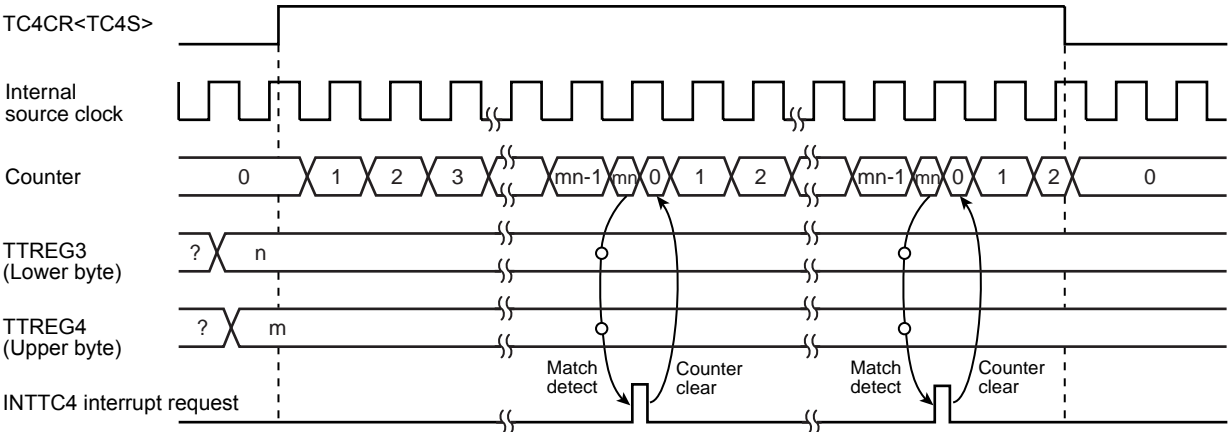 TC4CR<TC4S>
Internal
source clock
Counter
0 1 2 3 mn-1 mn 0 1 2 mn-1 mn 0 1 2 0
TTREG3
(Lower byte)
? n
TTREG4
(Upper byte)
? m
Match
detect
Counter
clear
Match
detect
Counter
clear
INTTC4 interrupt request